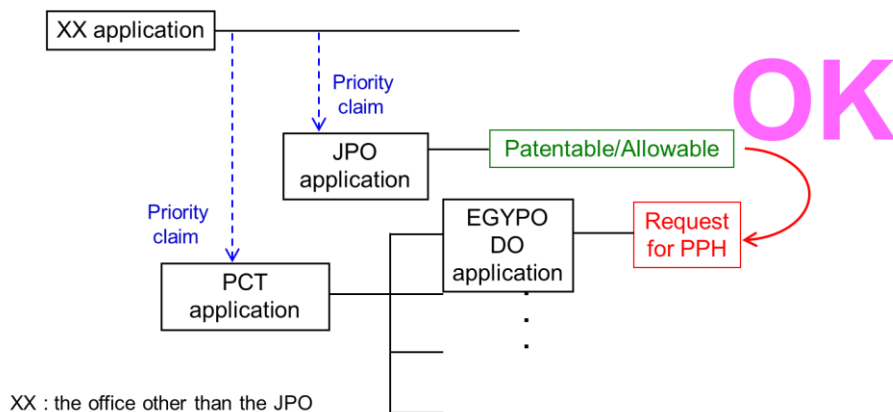 XX application
OK
Priority
claim
JPO
application
Patentable/Allowable
Priority
claim
EGYPO
DO
application
Request
for PPH
PCT
application
XX : the office other than the JPO